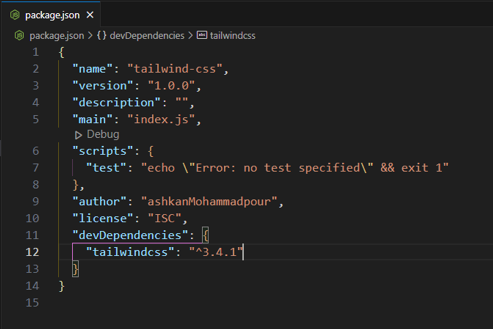 package.json
package.json > { } devDependencies > tailwindcss
1 {
2 "name": "tailwind-css",
3 "version": "1.0.0",
4 "description": "",
5 "main": "index.js",
Debug
6 "scripts": {
7 "test": "echo \"Error: no test specified\" && exit 1"
8 },
9 "author": "ashkanMohammadpour",
10 "license": "ISC",
11 "devDependencies": {
12 "tailwindcss": "^3.4.1"
13 }
14 }
15